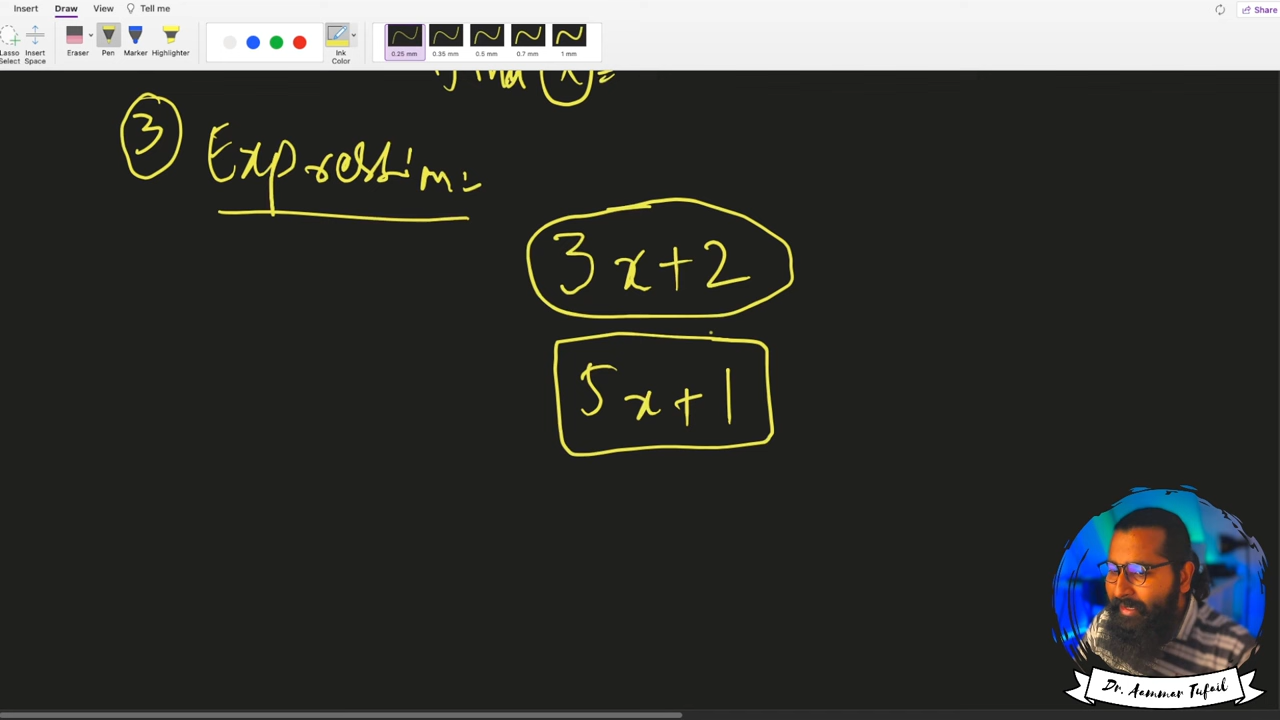 Insert Draw View Tell me
Share
Lasso Select
Insert Space
Eraser
Pen
Marker
Highlighter
Ink Color
0.25 mm
0.35 mm
0.5 mm
0.7 mm
1 mm
find (x) =
3 Expression:
3x+2
5x+1
Dr. Aammar Tufail